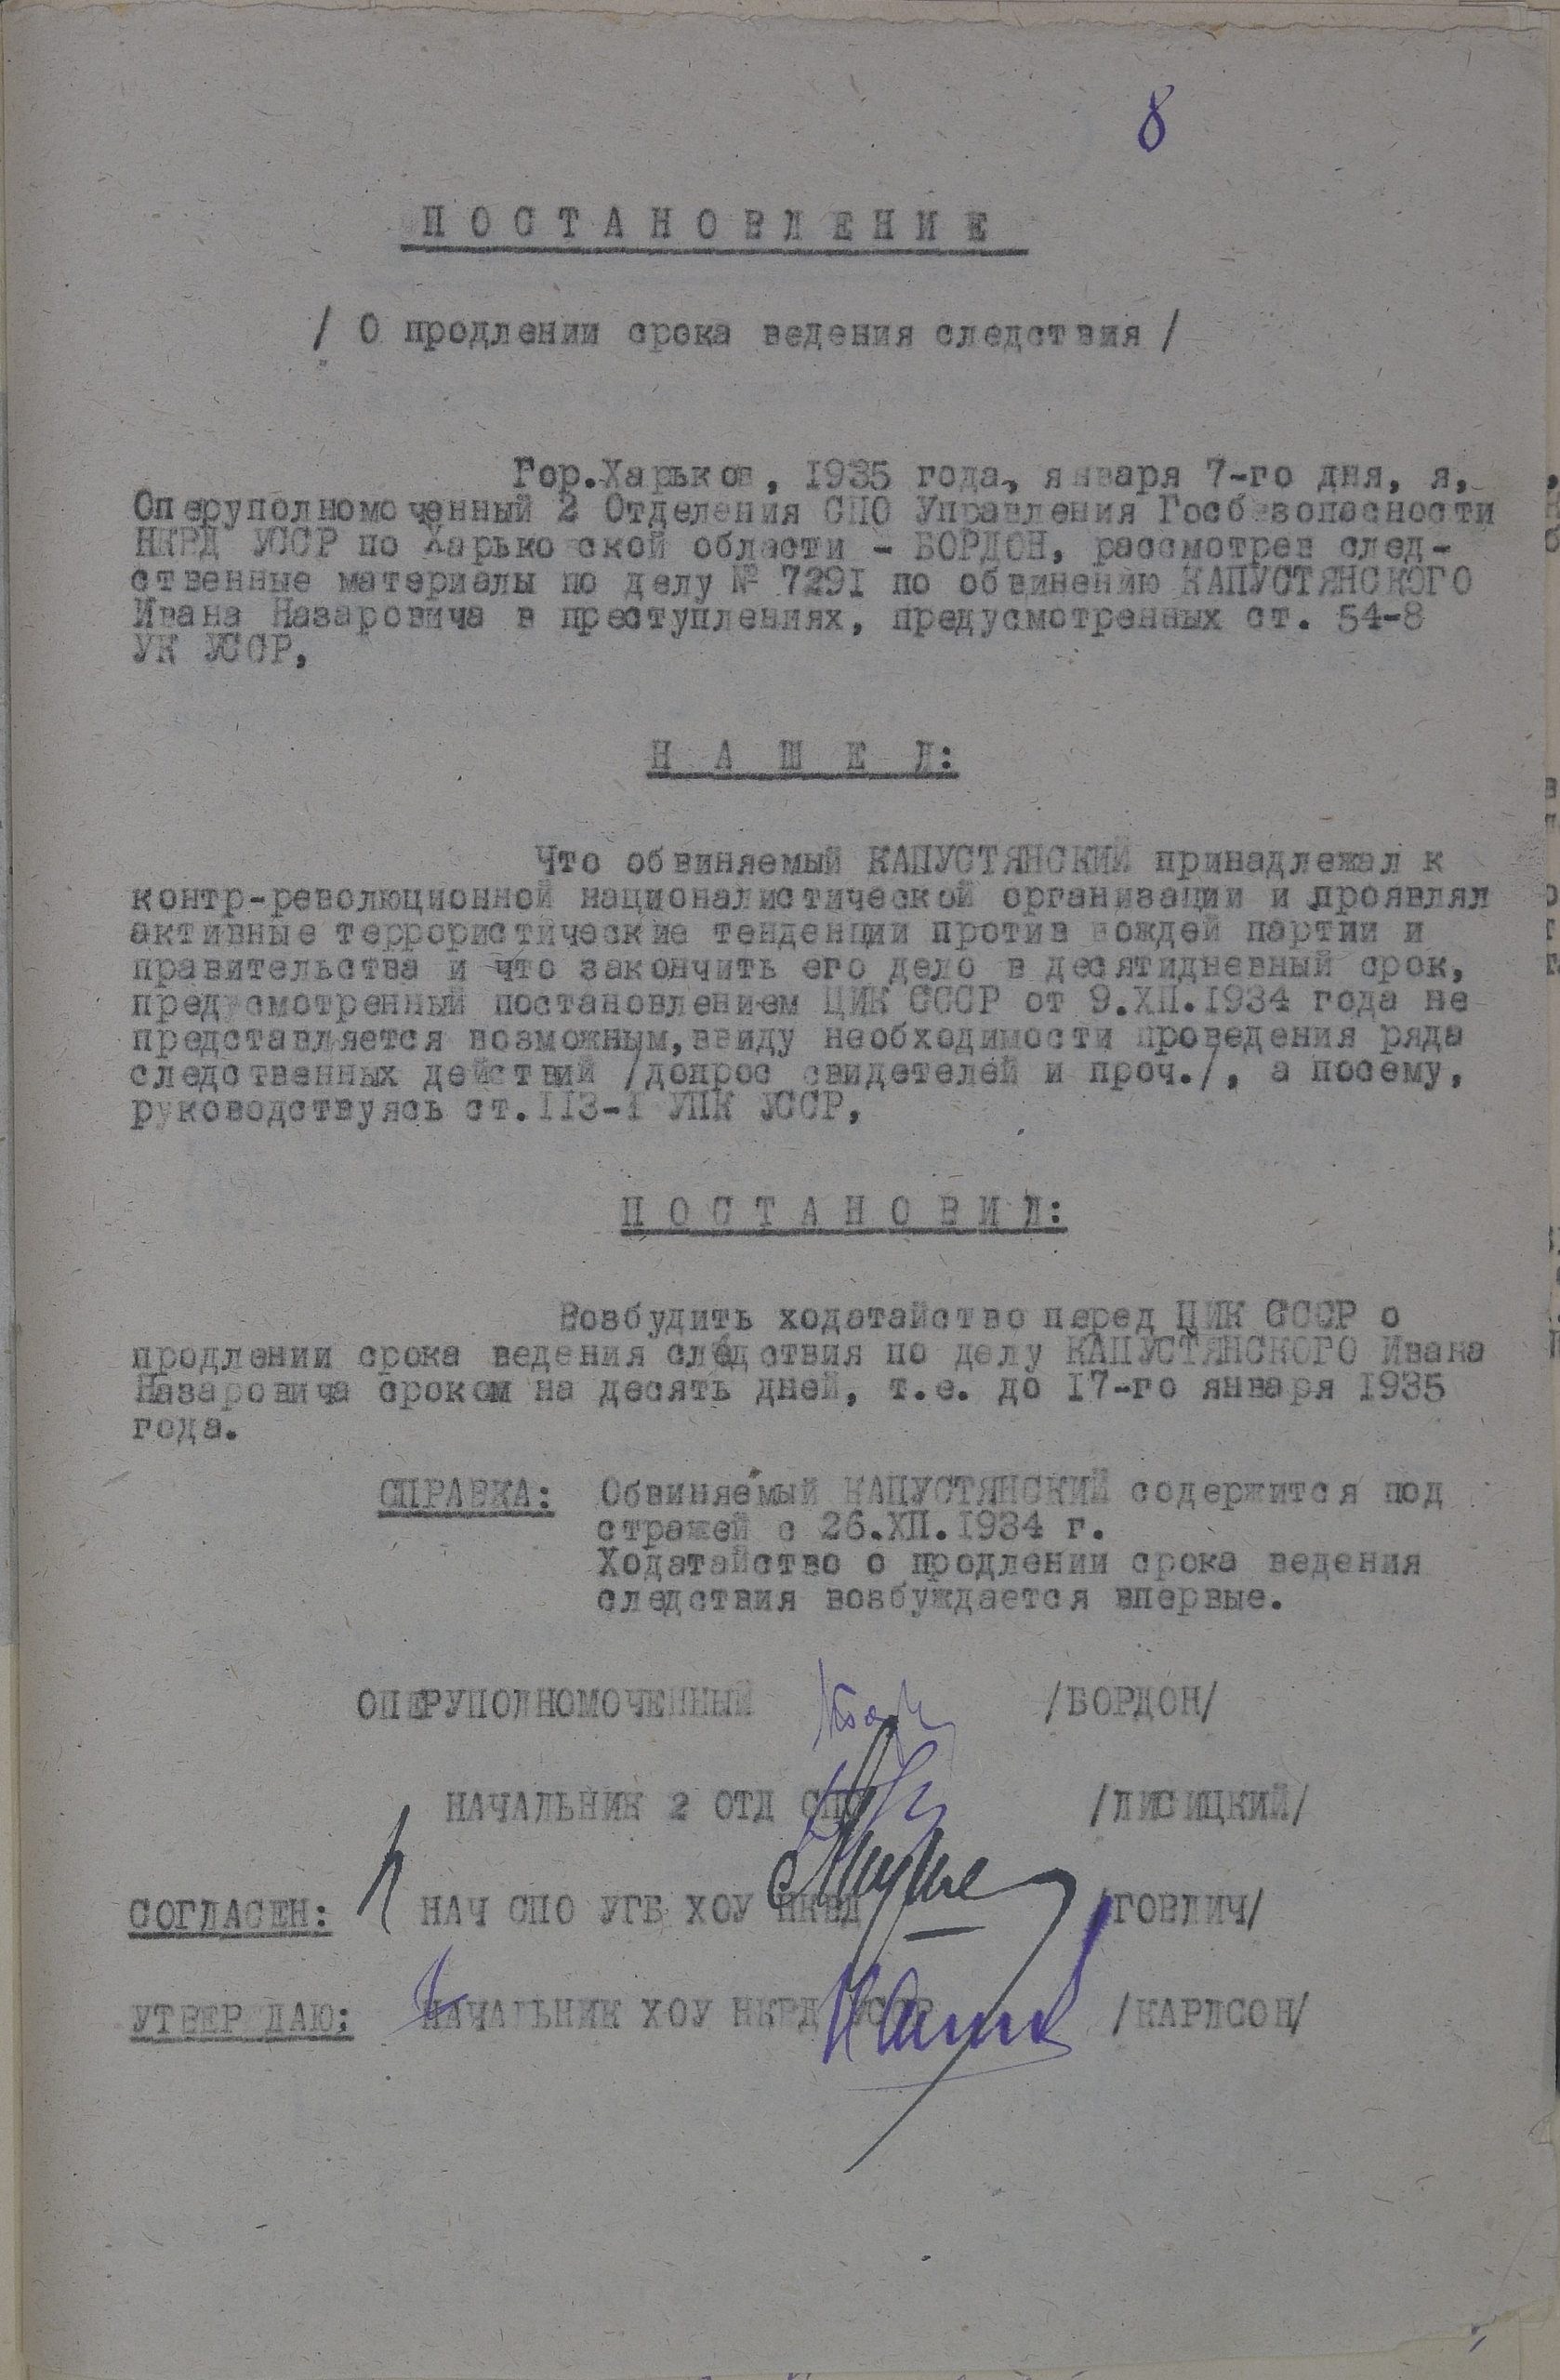 8
ПОСТАНОВЛЕНИЕ
/ О продлении срока ведения следствия /
Гор.Харьков, 1935 года, января 7-го дня, я,
Оперуполномоченный 2 Отделения СПО Управления Госбезопасности
НКВД УССР по Харьковской области - БОРДОН, рассмотрев след-
ственные материалы по делу № 7291 по обвинению КАПУСТЯНСКОГО
Ивана Назаровича в преступлениях, предусмотренных ст. 54-8
УК УССР,
НАШЕЛ:
Что обвиняемый КАПУСТЯНСКИЙ принадлежал к
контр-революционной националистической организации и проявлял
активные террористические тенденции против вождей партии и
правительства и что закончить его дело в десятидневный срок,
предусмотренный постановлением ЦИК СССР от 9.XII.1934 года не
представляется возможным, ввиду необходимости проведения ряда
следственных действий /допрос свидетелей и проч./, а посему,
руководствуясь ст.113-1 УПК УССР,
ПОСТАНОВИЛ:
Возбудить ходатайство перед ЦИК СССР о
продлении срока ведения следствия по делу КАПУСТЯНСКОГО Ивана
Назаровича сроком на десять дней, т.е. до 17-го января 1935
года.
СПРАВКА: Обвиняемый КАПУСТЯНСКИЙ содержится под
стражей с 26.XII.1934 г.
Ходатайство о продлении срока ведения
следствия возбуждается впервые.
ОПЕРУПОЛНОМОЧЕННЫЙ /БОРДОН/
НАЧАЛЬНИК 2 ОТД СПО /ЛИСИЦКИЙ/
СОГЛАСЕН: НАЧ СПО УГБ ХОУ НКВД /ГОВЛИЧ/
УТВЕРЖДАЮ: НАЧАЛЬНИК ХОУ НКВД УССР /КАРЛСОН/